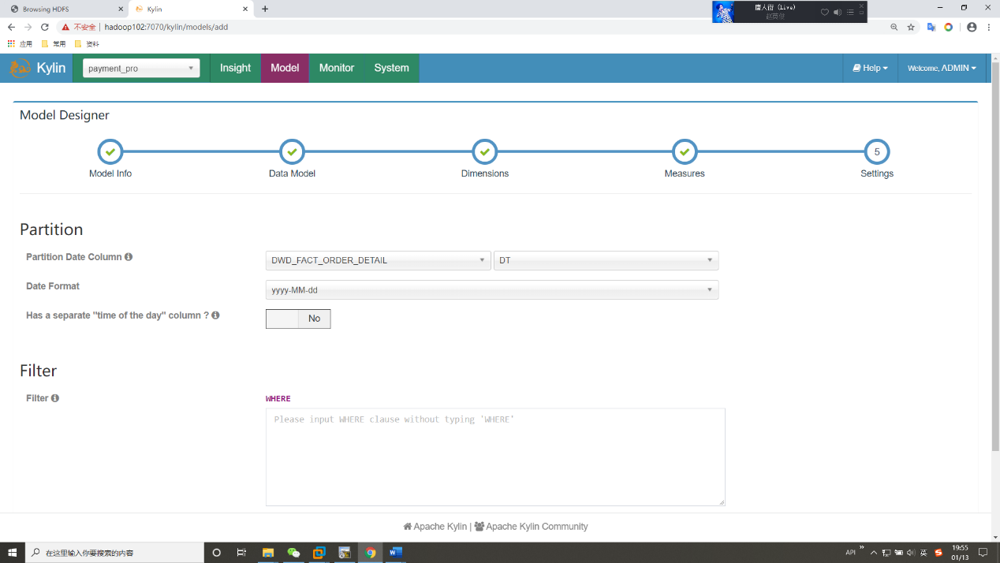 Browsing HDFS
Kylin
唐人街 (Live)
赵英俊
不安全 | hadoop102:7070/kylin/models/add
应用 常用 资料
Kylin
payment_pro
Insight
Model
Monitor
System
Help
Welcome, ADMIN
Model Designer
5
Model Info
Data Model
Dimensions
Measures
Settings
Partition
Partition Date Column
DWD_FACT_ORDER_DETAIL
DT
Date Format
yyyy-MM-dd
Has a separate "time of the day" column ?
No
Filter
Filter
WHERE
Please input WHERE clause without typing 'WHERE'
Apache Kylin | Apache Kylin Community
在这里输入你要搜索的内容
API
英
19:55
01/13